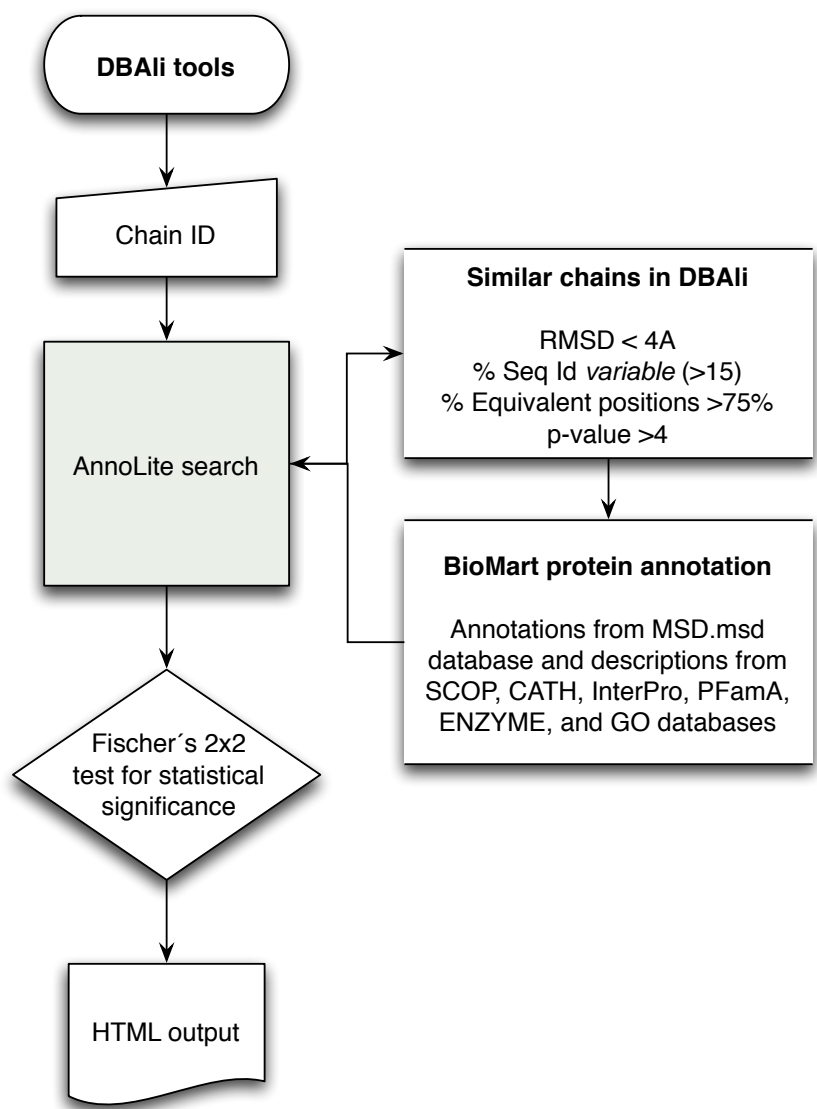 DBAli tools
Chain ID
AnnoLite search
Similar chains in DBAli
RMSD < 4A
% Seq Id variable (>15)
% Equivalent positions >75%
p-value >4
BioMart protein annotation
Annotations from MSD.msd
database and descriptions from
SCOP, CATH, InterPro, PFamA,
ENZYME, and GO databases
Fischer´s 2x2
test for statistical
significance
HTML output